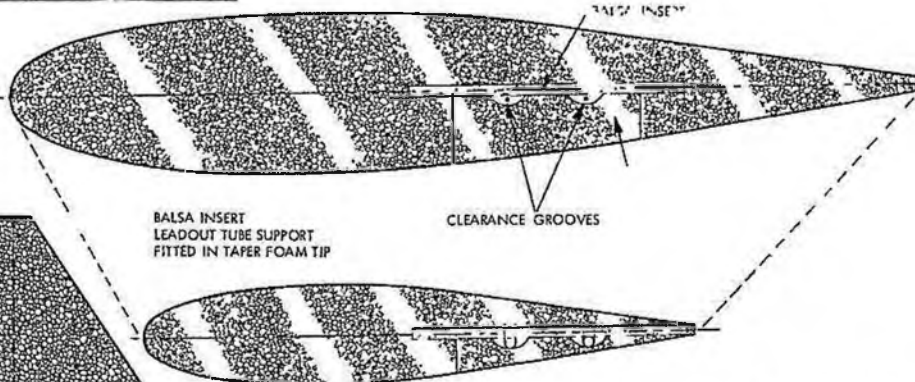 BALSA INSERT
BALSA INSERT
LEADOUT TUBE SUPPORT
FITTED IN TAPER FOAM TIP
CLEARANCE GROOVES